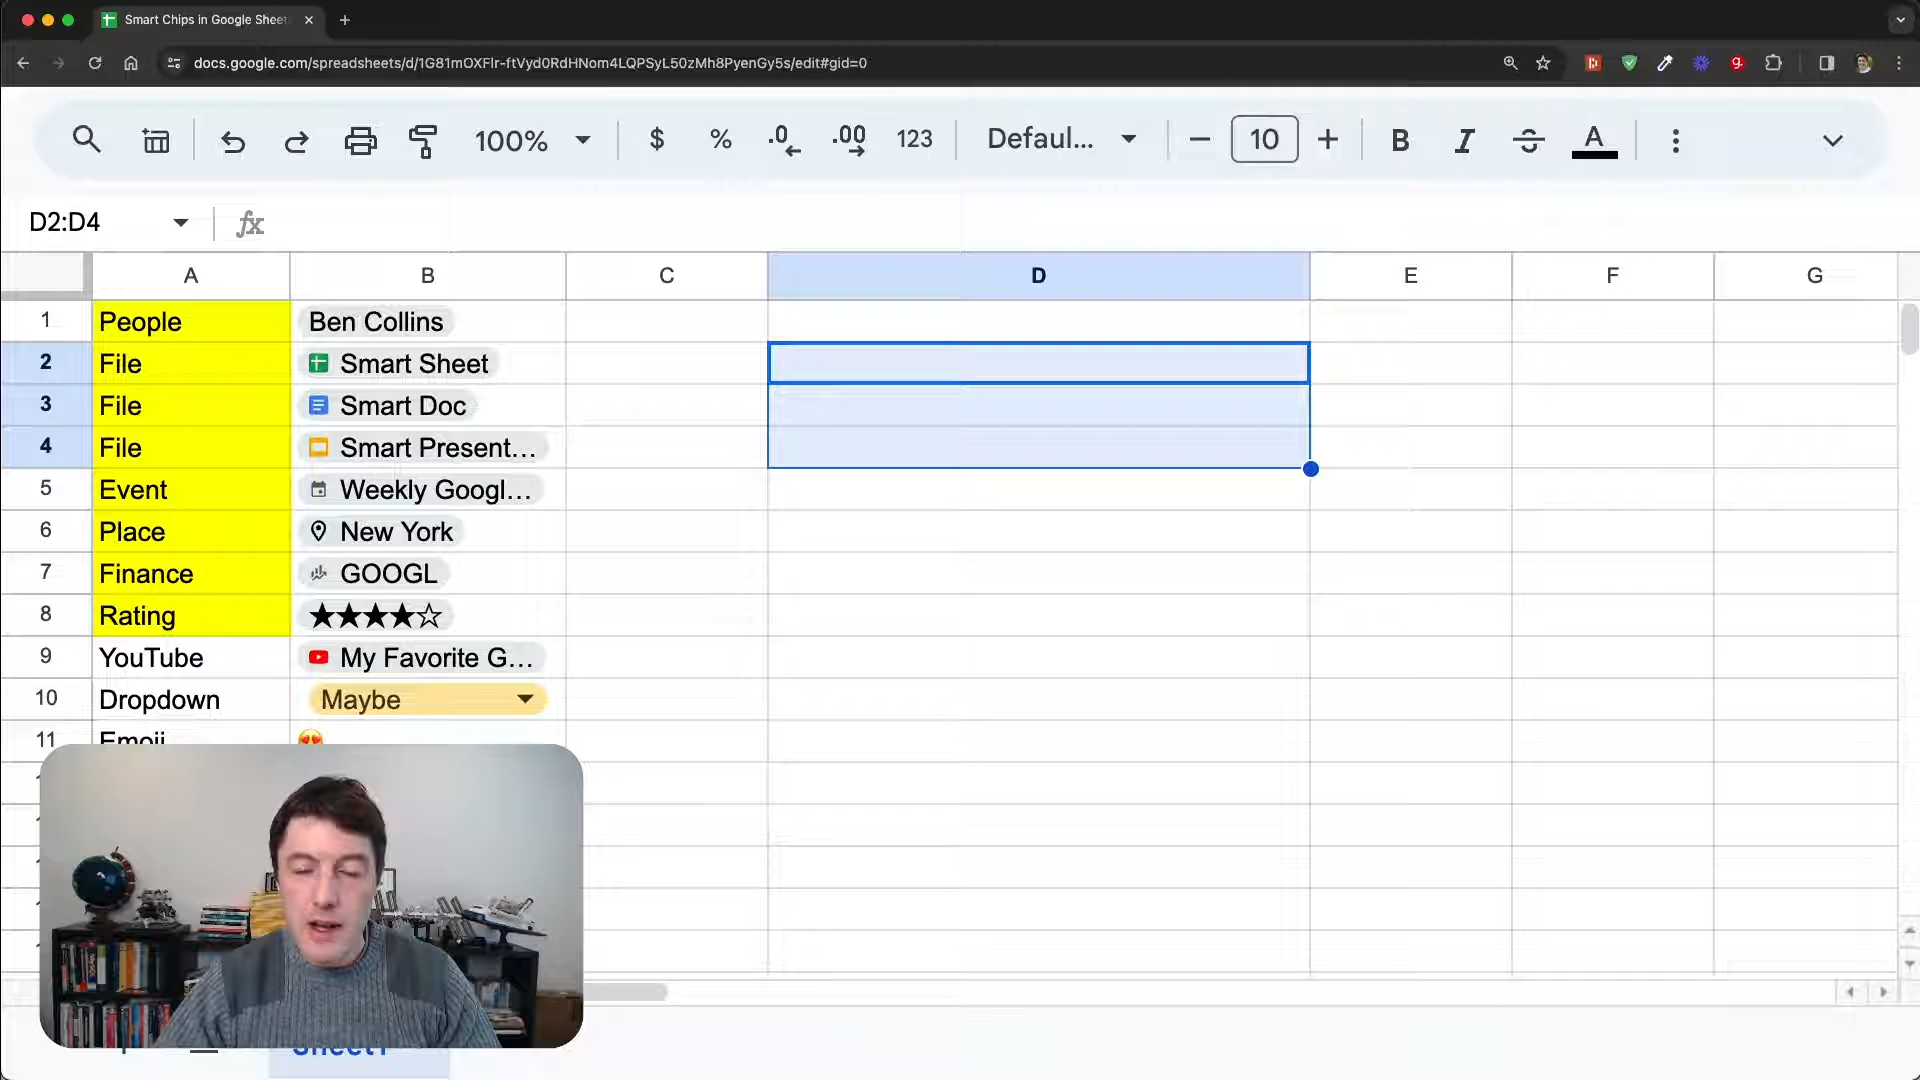 Smart Chips in Google Sheet
docs.google.com/spreadsheets/d/1G81mOXFIr-ftVyd0RdHNom4LQPSyL50zMh8PyenGy5s/edit#gid=0
100% $ % .0 .00 123 Defaul... 10 B I A
D2:D4 fx
A B C D E F G
1 People Ben Collins
2 File Smart Sheet
3 File Smart Doc
4 File Smart Present...
5 Event Weekly Googl...
6 Place New York
7 Finance GOOGL
8 Rating ★★★★☆
9 YouTube My Favorite G...
10 Dropdown Maybe
11 Emoji
Sheet1